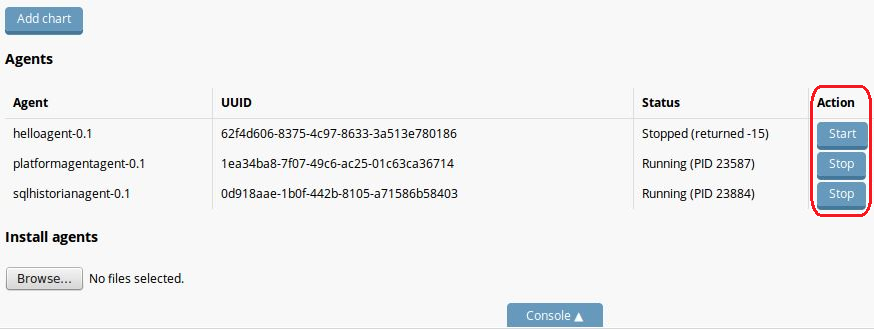 Add chart
Agents
Agent UUID Status Action
helloagent-0.1 62f4d606-8375-4c97-8633-3a513e780186 Stopped (returned -15) Start
platformagentagent-0.1 1ea34ba8-7f07-49c6-ac25-01c63ca36714 Running (PID 23587) Stop
sqlhistorianagent-0.1 0d918aae-1b0f-442b-8105-a71586b58403 Running (PID 23884) Stop
Install agents
Browse... No files selected.
Console ▲